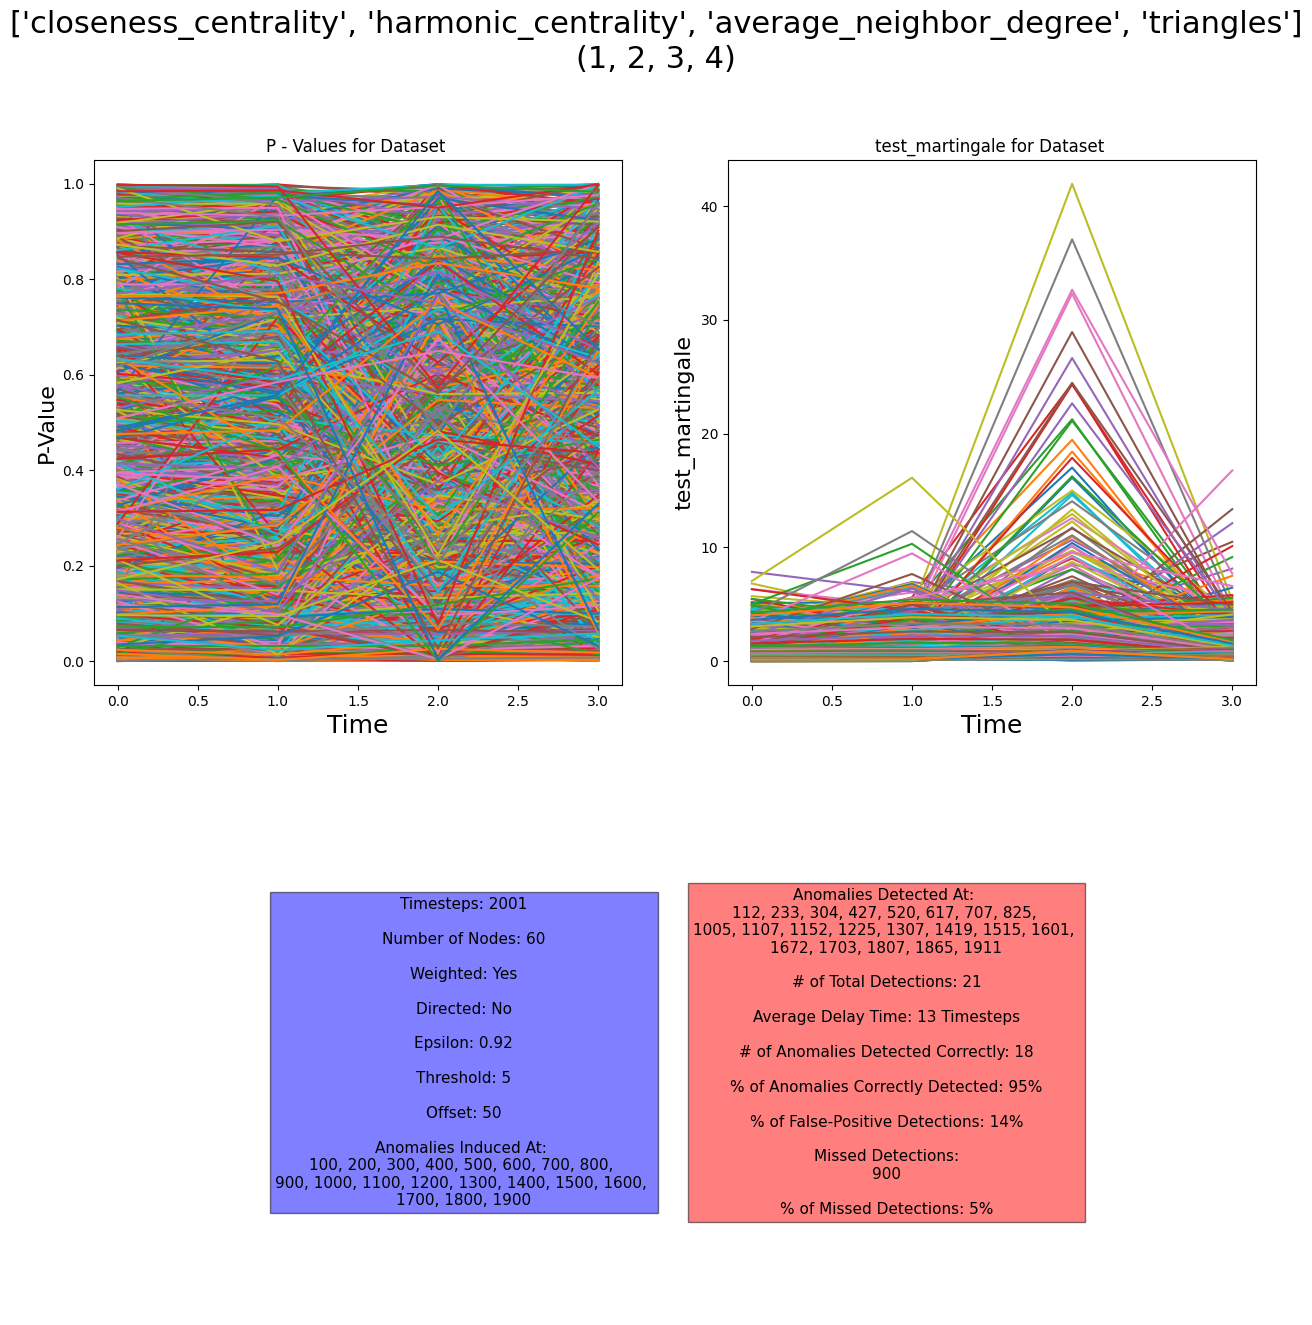 ['closeness_centrality', 'harmonic_centrality', 'average_neighbor_degree', 'triangles']
(1, 2, 3, 4)
P - Values for Dataset
1.0
0.8
0.6
0.4
0.2
0.0
P-Value
0.0 0.5 1.0 1.5 2.0 2.5 3.0
Time
test_martingale for Dataset
40
30
20
10
0
test_martingale
0.0 0.5 1.0 1.5 2.0 2.5 3.0
Time
Timesteps: 2001
Number of Nodes: 60
Weighted: Yes
Directed: No
Epsilon: 0.92
Threshold: 5
Offset: 50
Anomalies Induced At:
100, 200, 300, 400, 500, 600, 700, 800,
900, 1000, 1100, 1200, 1300, 1400, 1500, 1600,
1700, 1800, 1900
Anomalies Detected At:
112, 233, 304, 427, 520, 617, 707, 825,
1005, 1107, 1152, 1225, 1307, 1419, 1515, 1601,
1672, 1703, 1807, 1865, 1911
# of Total Detections: 21
Average Delay Time: 13 Timesteps
# of Anomalies Detected Correctly: 18
% of Anomalies Correctly Detected: 95%
% of False-Positive Detections: 14%
Missed Detections:
900
% of Missed Detections: 5%